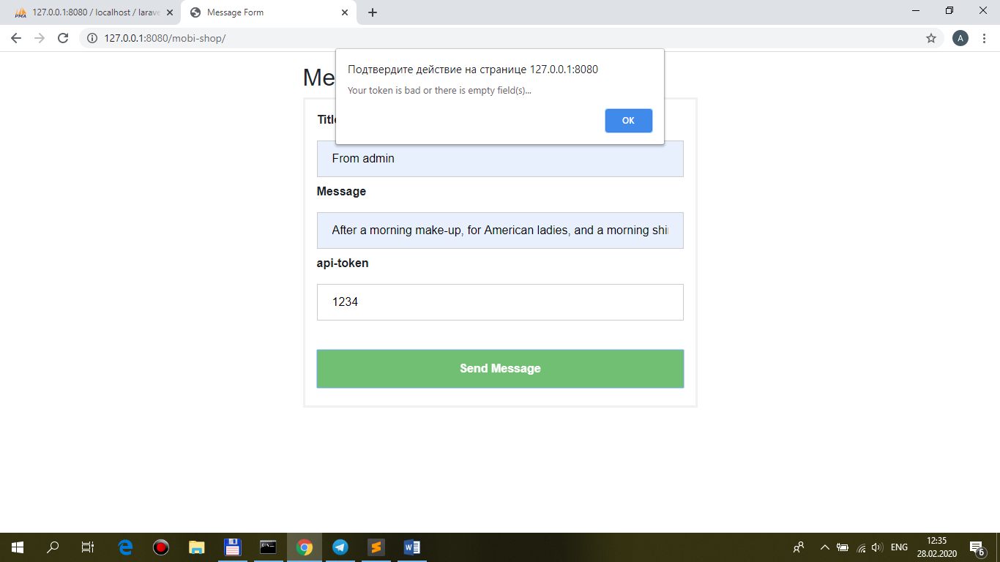 127.0.0.1:8080 / localhost / larave
Message Form
127.0.0.1:8080/mobi-shop/
A
Подтвердите действие на странице 127.0.0.1:8080
Your token is bad or there is empty field(s)...
OK
Me
Title
From admin
Message
After a morning make-up, for American ladies, and a morning shi
api-token
1234
Send Message
ENG
12:35
28.02.2020
6